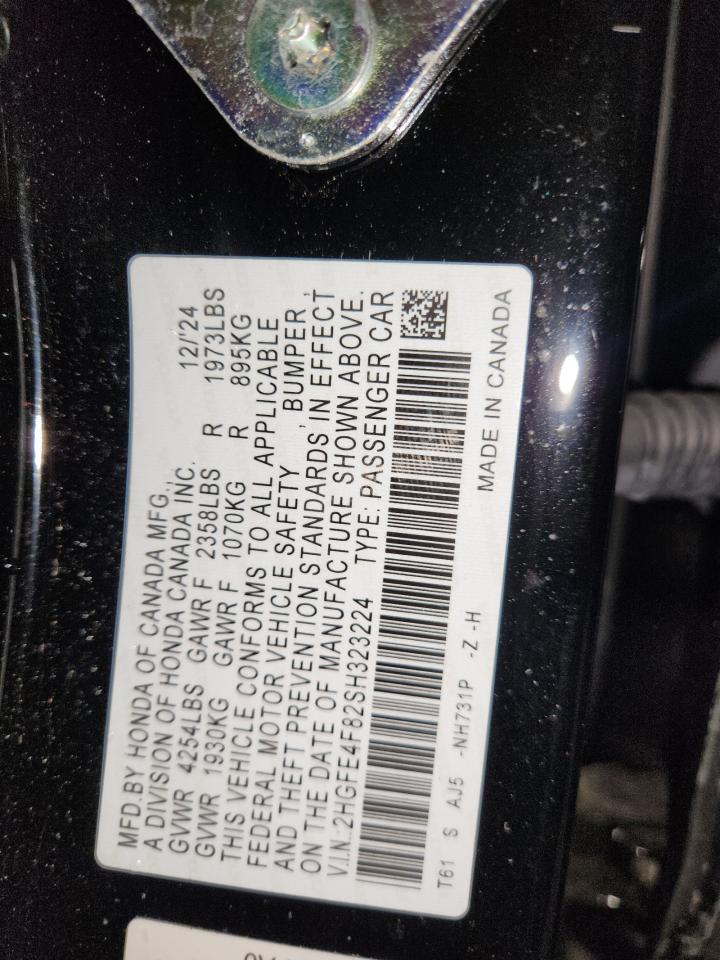 MFD.BY HONDA OF CANADA MFG.,
A DIVISION OF HONDA CANADA INC. 12/'24
GVWR 4254LBS GAWR F 2358LBS R 1973LBS
GVWR 1930KG GAWR F 1070KG R 895KG
THIS VEHICLE CONFORMS TO ALL APPLICABLE
FEDERAL MOTOR VEHICLE SAFETY , BUMPER ,
AND THEFT PREVENTION STANDARDS IN EFFECT
ON THE DATE OF MANUFACTURE SHOWN ABOVE.
V.I.N.:2HGFE4F82SH323224 TYPE: PASSENGER CAR
MADE IN CANADA
T61 S AJ5 -NH731P -Z -H